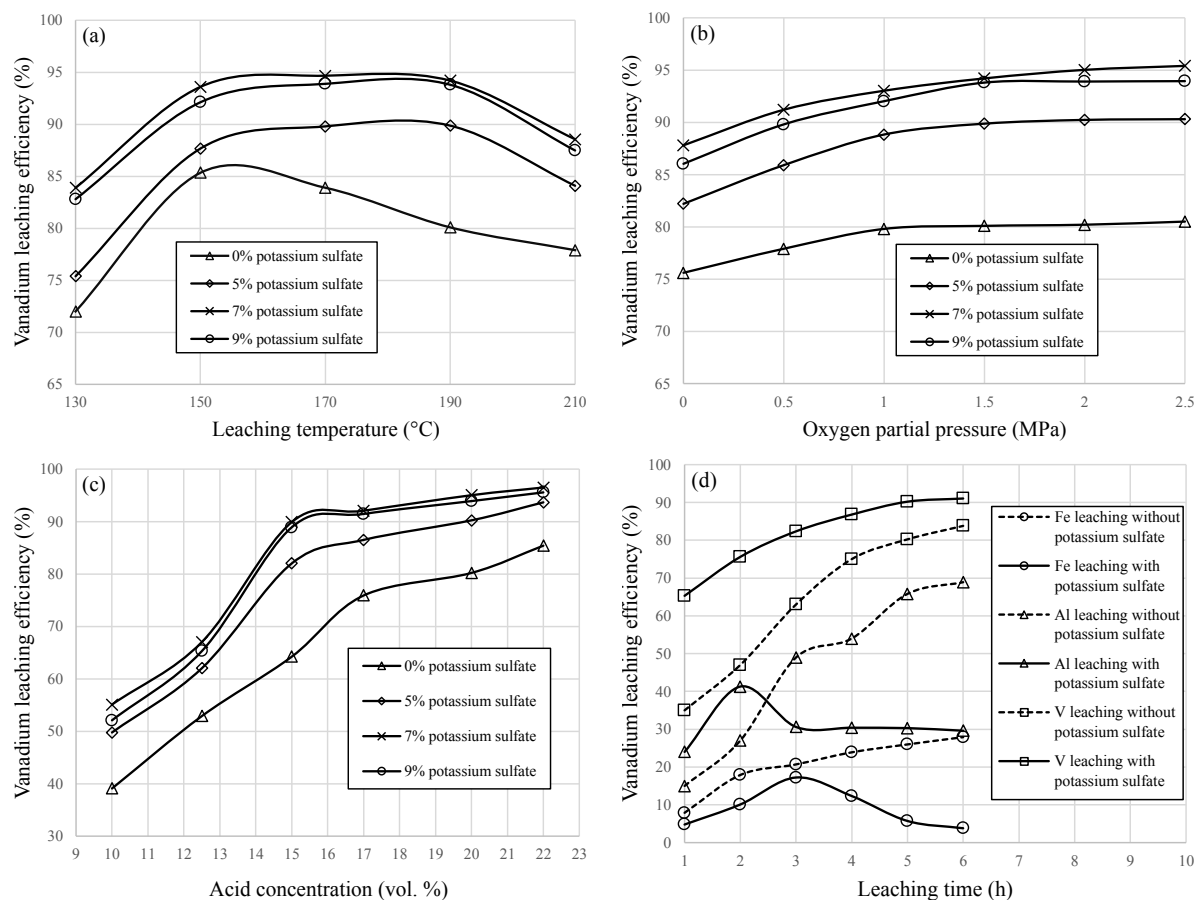 (a)
Vanadium leaching efficiency (%)
100
95
90
85
80
75
70
65
130
150
170
190
210
Leaching temperature (°C)
0% potassium sulfate
5% potassium sulfate
7% potassium sulfate
9% potassium sulfate
(b)
Vanadium leaching efficiency (%)
100
95
90
85
80
75
70
65
0
0.5
1
1.5
2
2.5
Oxygen partial pressure (MPa)
0% potassium sulfate
5% potassium sulfate
7% potassium sulfate
9% potassium sulfate
(c)
Vanadium leaching efficiency (%)
100
90
80
70
60
50
40
30
9
10
11
12
13
14
15
16
17
18
19
20
21
22
23
Acid concentration (vol. %)
0% potassium sulfate
5% potassium sulfate
7% potassium sulfate
9% potassium sulfate
(d)
Vanadium leaching efficiency (%)
100
90
80
70
60
50
40
30
20
10
0
1
2
3
4
5
6
7
8
9
10
Leaching time (h)
Fe leaching without
potassium sulfate
Fe leaching with
potassium sulfate
Al leaching without
potassium sulfate
Al leaching with
potassium sulfate
V leaching without
potassium sulfate
V leaching with
potassium sulfate